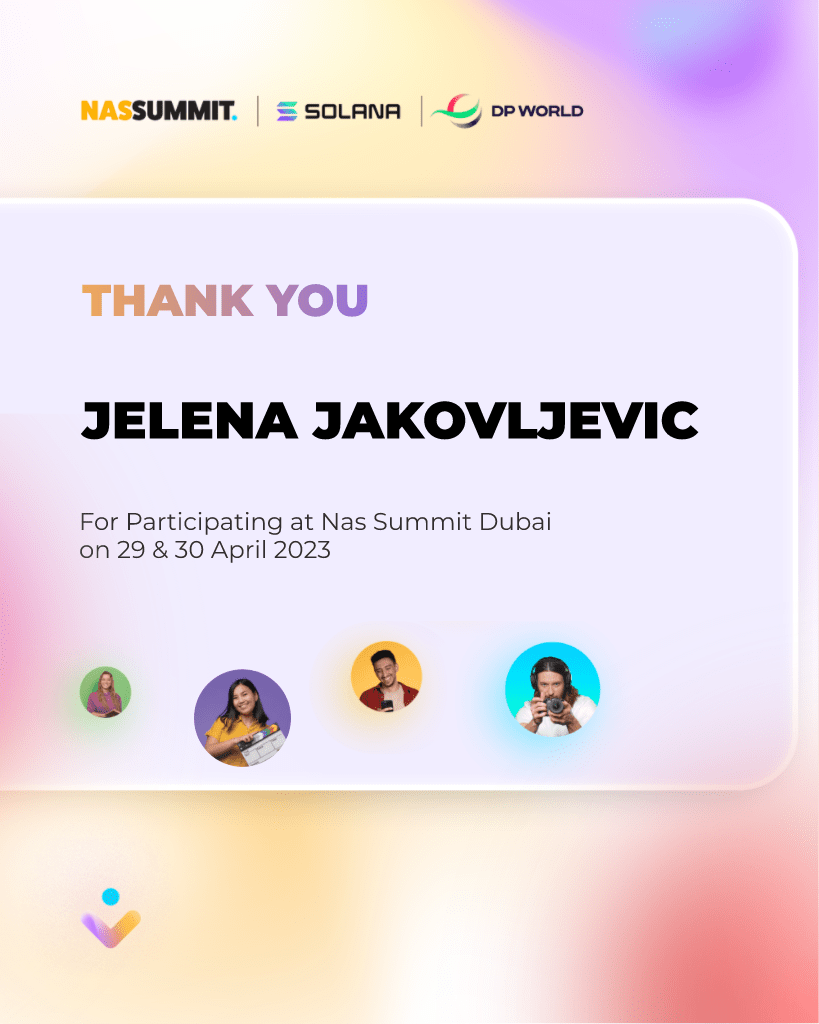 NASSUMMIT. | SOLANA | DP WORLD
THANK YOU
JELENA JAKOVLJEVIC
For Participating at Nas Summit Dubai
on 29 & 30 April 2023